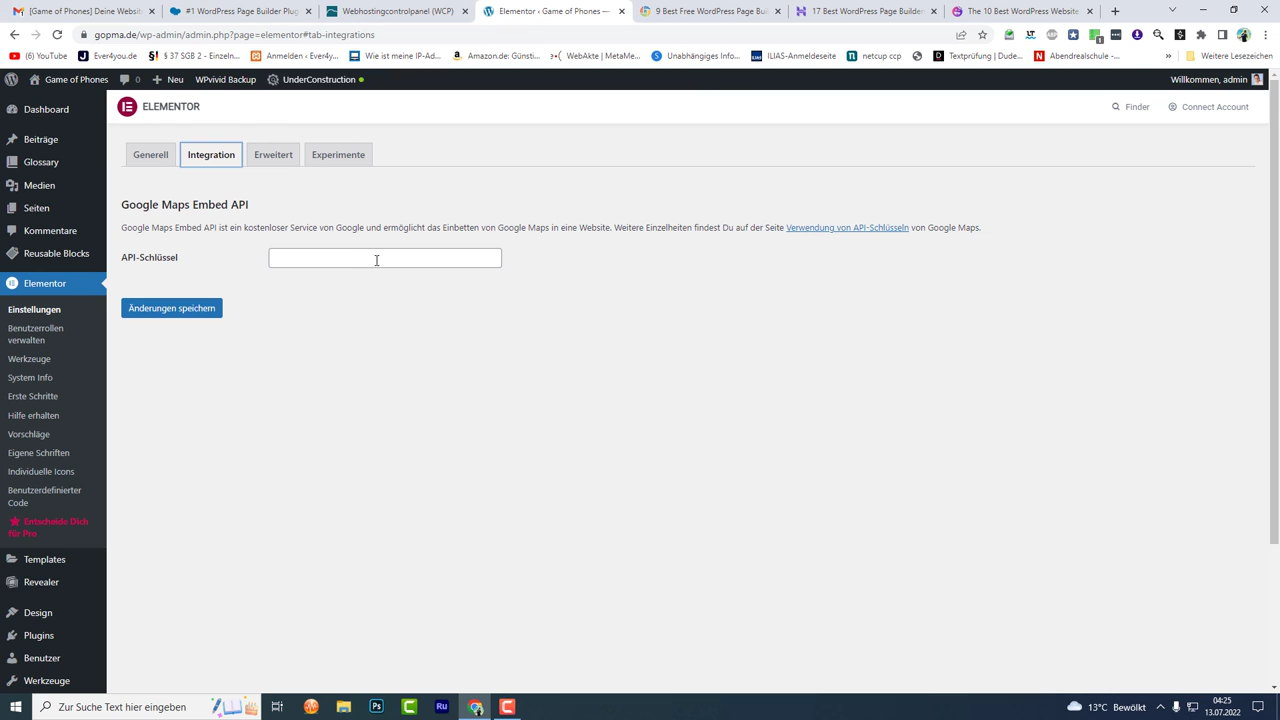 [Game of Phones] Deine Websit
#1 WordPress Page Builder Plug
Webhostingcontrolpanel (WCP)
Elementor ‹ Game of Phones —
9 Best Free WordPress Page Bu
17 Best WordPress Page Builder
The 10 Best WordPress Website
gopma.de/wp-admin/admin.php?page=elementor#tab-integrations
(6) YouTube
Ever4you.de
§ 37 SGB 2 - Einzeln...
Anmelden ‹ Ever4yo...
Wie ist meine IP-Ad...
Amazon.de: Günsti...
WebAkte | MetaMe...
Unabhängiges Info...
ILIAS-Anmeldeseite
netcup ccp
Textprüfung | Dude...
Abendrealschule -...
»
Weitere Lesezeichen
Game of Phones
0
Neu
WPvivid Backup
UnderConstruction
Willkommen, admin
Dashboard
Beiträge
Glossary
Medien
Seiten
Kommentare
Reusable Blocks
Elementor
Einstellungen
Benutzerrollen
verwalten
Werkzeuge
System Info
Erste Schritte
Hilfe erhalten
Vorschläge
Eigene Schriften
Individuelle Icons
Benutzerdefinierter
Code
Entscheide Dich
für Pro
Templates
Revealer
Design
Plugins
Benutzer
Werkzeuge
ELEMENTOR
Finder
Connect Account
Generell
Integration
Erweitert
Experimente
Google Maps Embed API
Google Maps Embed API ist ein kostenloser Service von Google und ermöglicht das Einbetten von Google Maps in eine Website. Weitere Einzelheiten findest Du auf der Seite Verwendung von API-Schlüsseln von Google Maps.
API-Schlüssel
Änderungen speichern
Zur Suche Text hier eingeben
Ps
Ru
13°C Bewölkt
04:25
13.07.2022